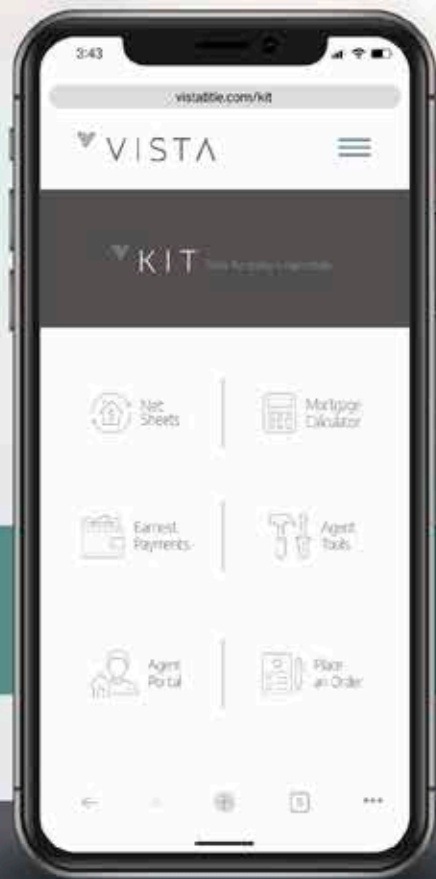 3:43
vistatitle.com/kit
VISTA
KIT
Net
Sheets
Mortgage
Calculator
Earnest
Payments
Agent
Tools
Agent
Portal
Place
an Order
5